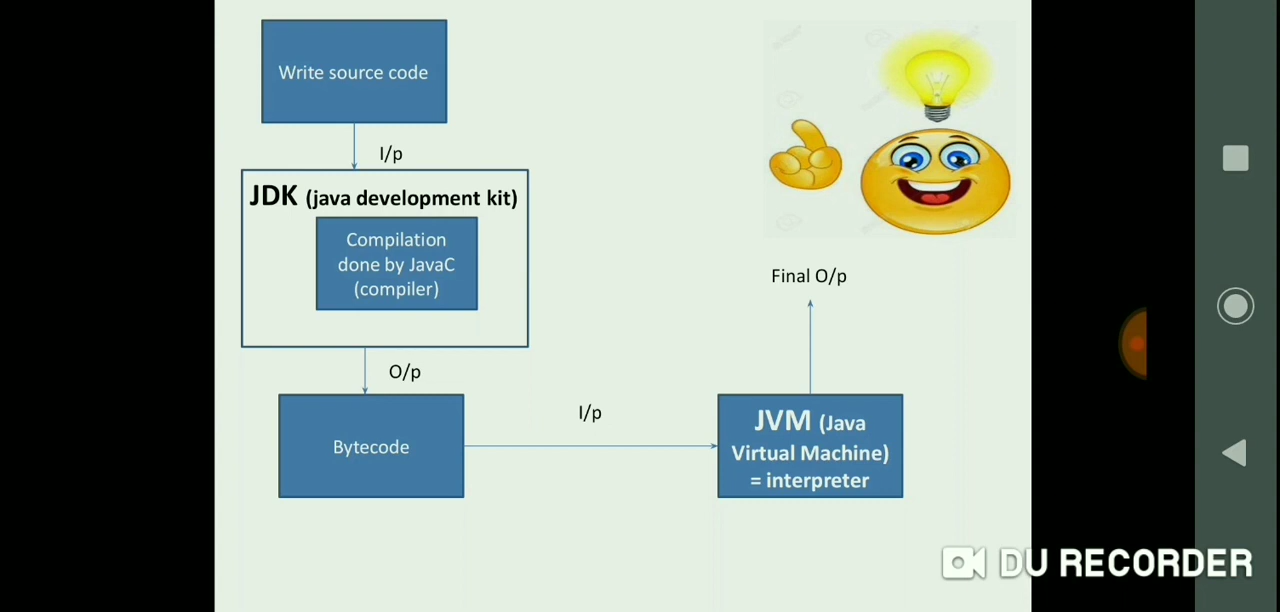 Write source code
I/p
JDK (java development kit)
Compilation
done by JavaC
(compiler)
O/p
Bytecode
I/p
JVM (Java
Virtual Machine)
= interpreter
Final O/p
DU RECORDER